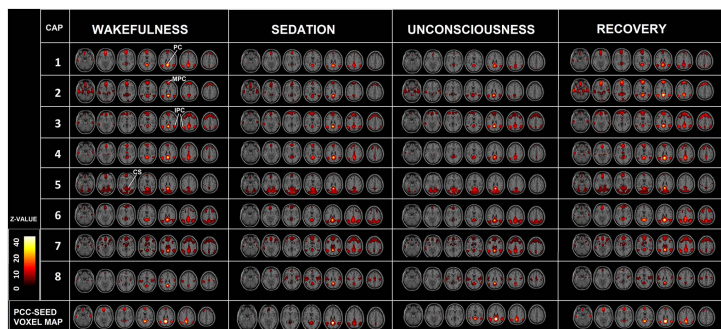 CAP WAKEFULNESS SEDATION UNCONSCIOUSNESS RECOVERY
1 PC
2 MPC
3 IPC
4
5 CS
6
7
8
Z-VALUE
0 10 20 30 40
PCC-SEED
VOXEL MAP